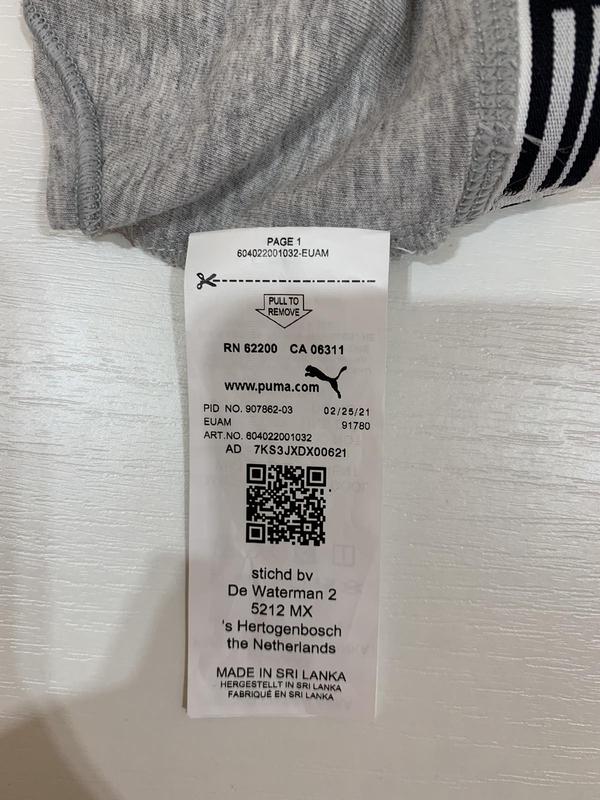 PAGE 1
604022001032-EUAM
PULL TO
REMOVE
RN 62200 CA 06311
www.puma.com
PID NO. 907862-03 02/25/21
EUAM 91780
ART.NO. 604022001032
AD 7KS3JXDX00621
stichd bv
De Waterman 2
5212 MX
's Hertogenbosch
the Netherlands
MADE IN SRI LANKA
HERGESTELLT IN SRI LANKA
FABRIQUÉ EN SRI LANKA